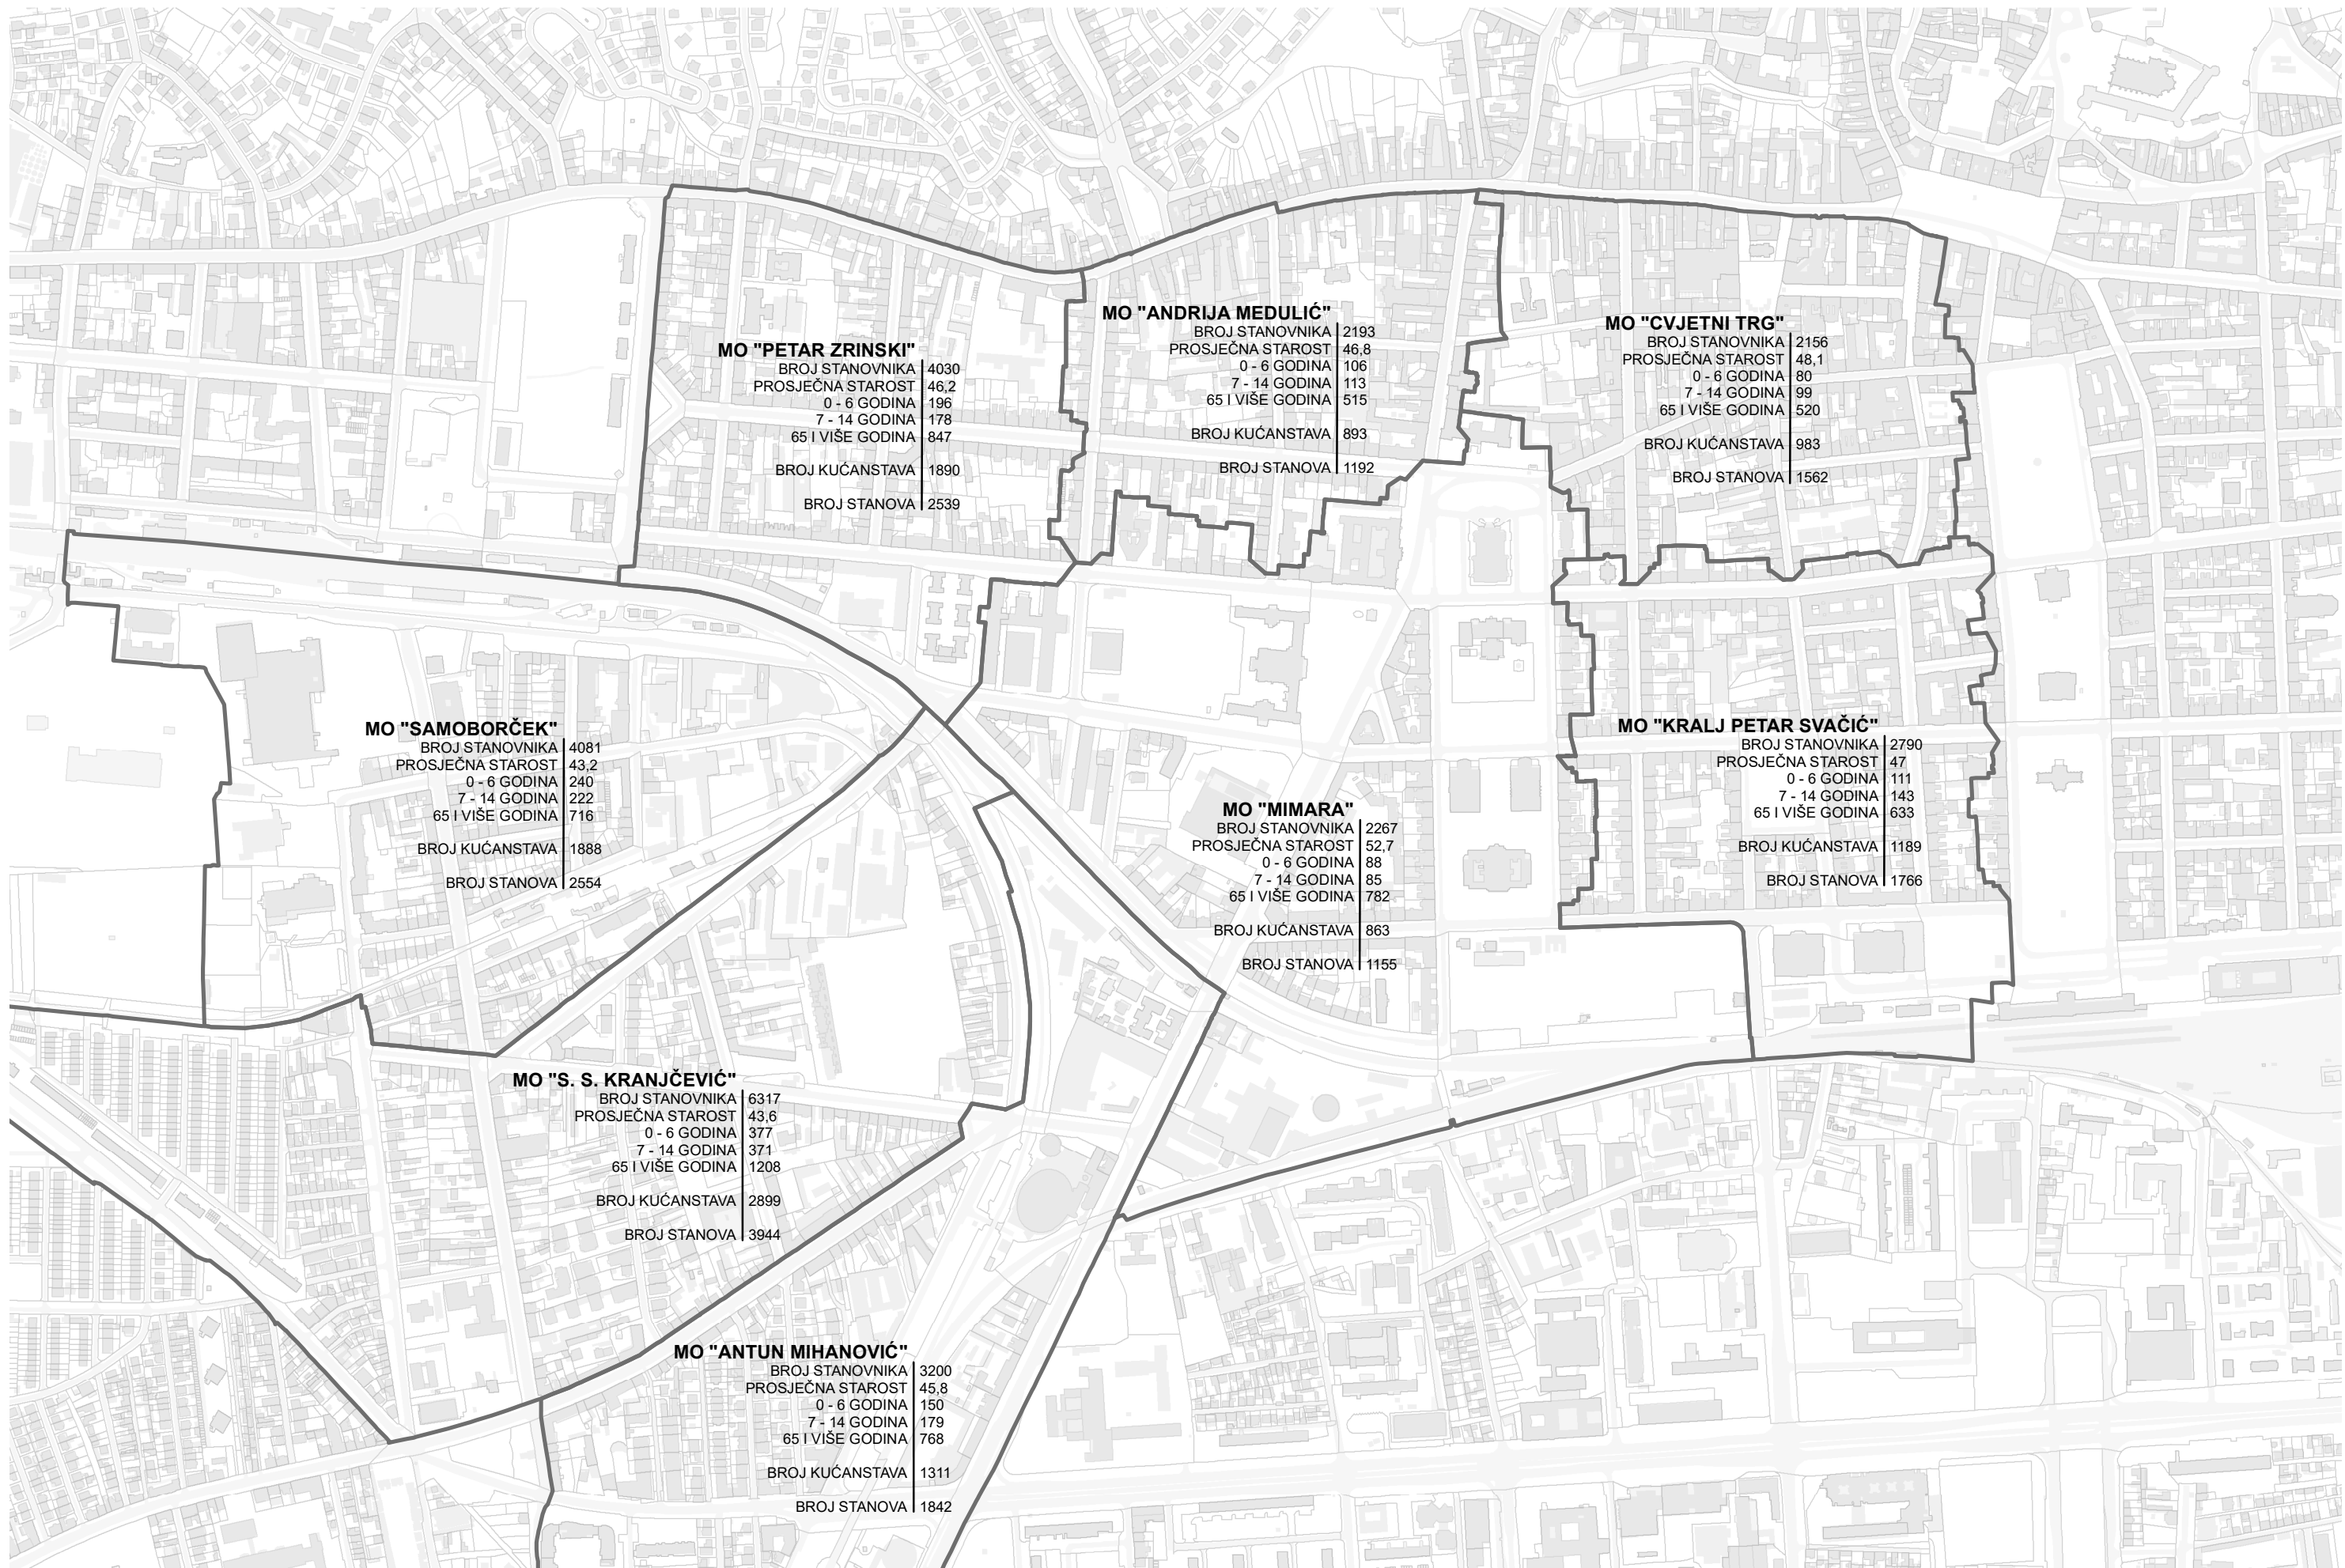 MO "ANDRIJA MEDULIĆ"
BROJ STANOVNIKA 2193
PROSJEČNA STAROST 46,8
0 - 6 GODINA 106
7 - 14 GODINA 113
65 I VIŠE GODINA 515
BROJ KUĆANSTAVA 893
BROJ STANOVA 1192
MO "CVJETNI TRG"
BROJ STANOVNIKA 2156
PROSJEČNA STAROST 48,1
0 - 6 GODINA 80
7 - 14 GODINA 99
65 I VIŠE GODINA 520
BROJ KUĆANSTAVA 983
BROJ STANOVA 1562
MO "PETAR ZRINSKI"
BROJ STANOVNIKA 4030
PROSJEČNA STAROST 46,2
0 - 6 GODINA 196
7 - 14 GODINA 178
65 I VIŠE GODINA 847
BROJ KUĆANSTAVA 1890
BROJ STANOVA 2539
MO "SAMOBORČEK"
BROJ STANOVNIKA 4081
PROSJEČNA STAROST 43,2
0 - 6 GODINA 240
7 - 14 GODINA 222
65 I VIŠE GODINA 716
BROJ KUĆANSTAVA 1888
BROJ STANOVA 2554
MO "KRALJ PETAR SVAČIĆ"
BROJ STANOVNIKA 2790
PROSJEČNA STAROST 47
0 - 6 GODINA 111
7 - 14 GODINA 143
65 I VIŠE GODINA 633
BROJ KUĆANSTAVA 1189
BROJ STANOVA 1766
MO "MIMARA"
BROJ STANOVNIKA 2267
PROSJEČNA STAROST 52,7
0 - 6 GODINA 88
7 - 14 GODINA 85
65 I VIŠE GODINA 782
BROJ KUĆANSTAVA 863
BROJ STANOVA 1155
MO "S. S. KRANJČEVIĆ"
BROJ STANOVNIKA 6317
PROSJEČNA STAROST 43,6
0 - 6 GODINA 377
7 - 14 GODINA 371
65 I VIŠE GODINA 1208
BROJ KUĆANSTAVA 2899
BROJ STANOVA 3944
MO "ANTUN MIHANOVIĆ"
BROJ STANOVNIKA 3200
PROSJEČNA STAROST 45,8
0 - 6 GODINA 150
7 - 14 GODINA 179
65 I VIŠE GODINA 768
BROJ KUĆANSTAVA 1311
BROJ STANOVA 1842